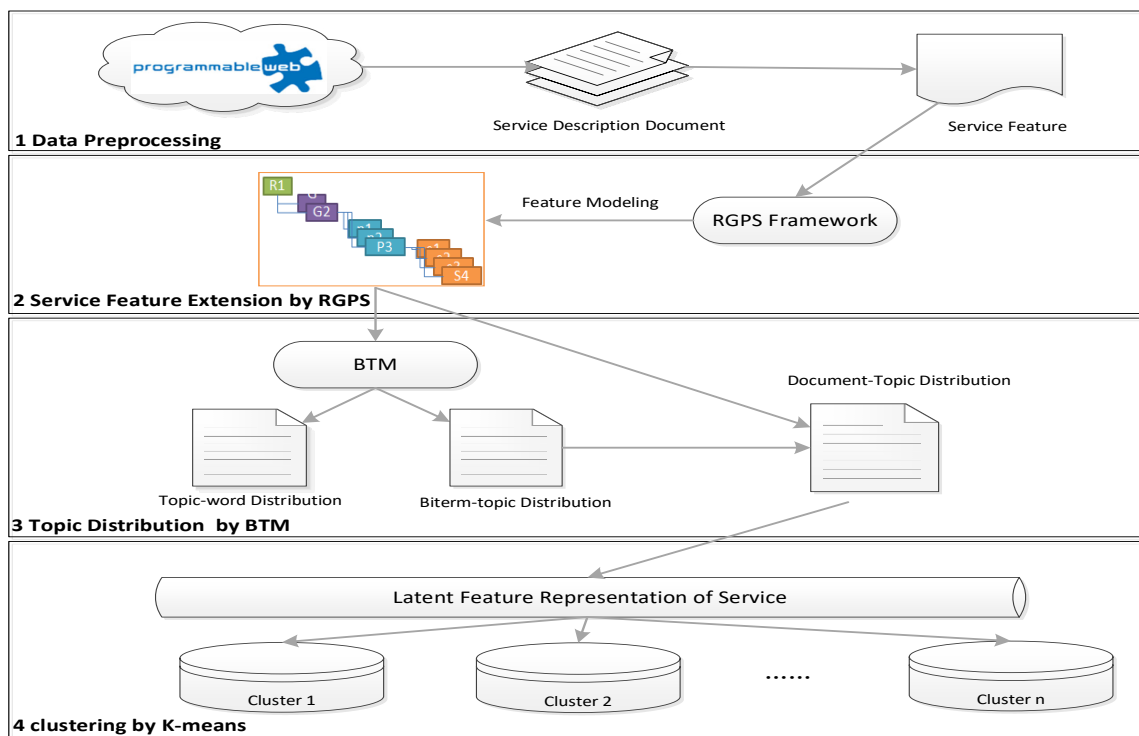 programmableweb
Service Description Document
Service Feature
1 Data Preprocessing
R1
G2
P3
S4
Feature Modeling
RGPS Framework
2 Service Feature Extension by RGPS
BTM
Document-Topic Distribution
Topic-word Distribution
Biterm-topic Distribution
3 Topic Distribution by BTM
Latent Feature Representation of Service
Cluster 1
Cluster 2
......
Cluster n
4 clustering by K-means